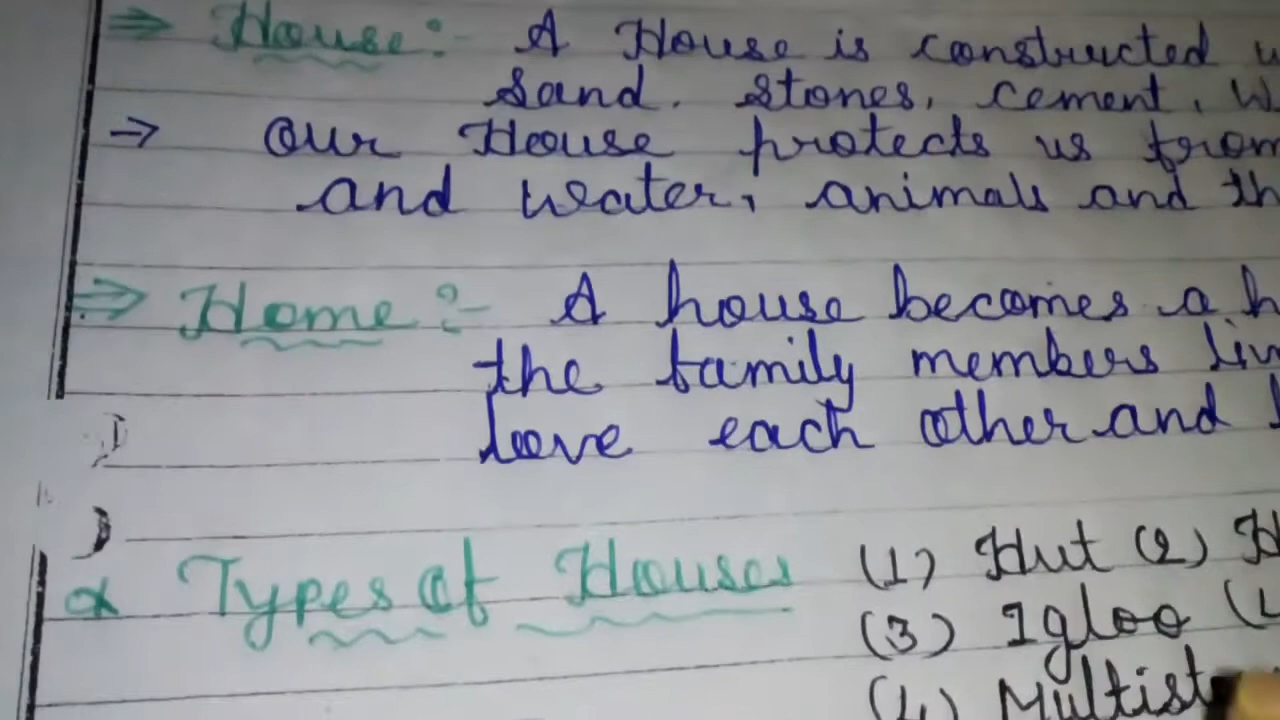 ⇒ House:- A House is constructed
sand. stones, cement,
→ Our House protects us from
and water, animals and
⇒ Home :- A house becomes a
the family members
love each other and
Types of Houses (1) Hut (2)
(3) Igloo
(4)